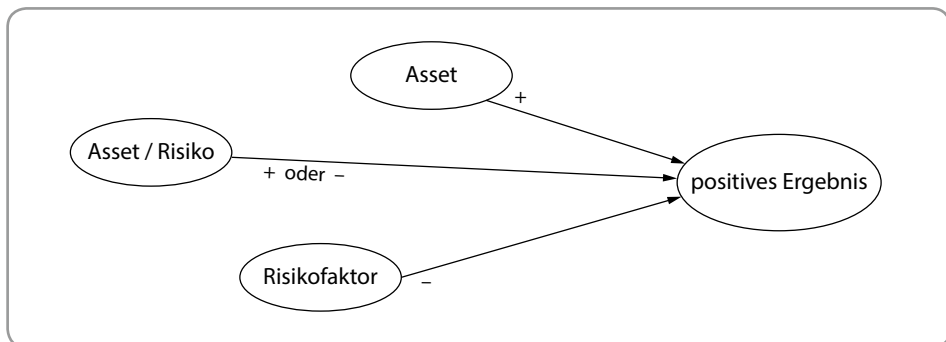 Asset
+
Asset / Risiko
+ oder –
positives Ergebnis
Risikofaktor
–